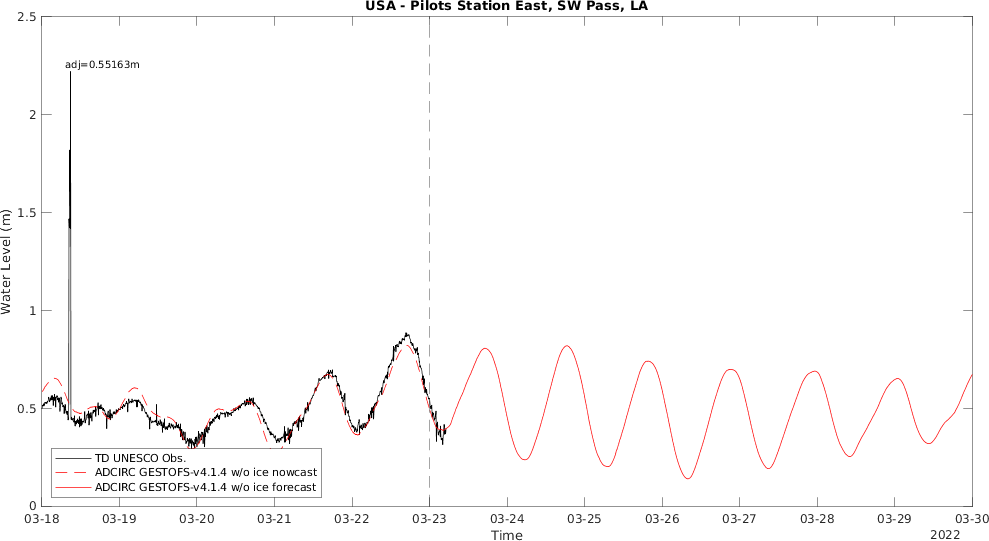 USA - Pilots Station East, SW Pass, LA
adj=0.55163m
2.5
2
1.5
1
0.5
0
Water Level (m)
TD UNESCO Obs.
ADCIRC GESTOFS-v4.1.4 w/o ice nowcast
ADCIRC GESTOFS-v4.1.4 w/o ice forecast
03-18 03-19 03-20 03-21 03-22 03-23 03-24 03-25 03-26 03-27 03-28 03-29 03-30
Time
2022